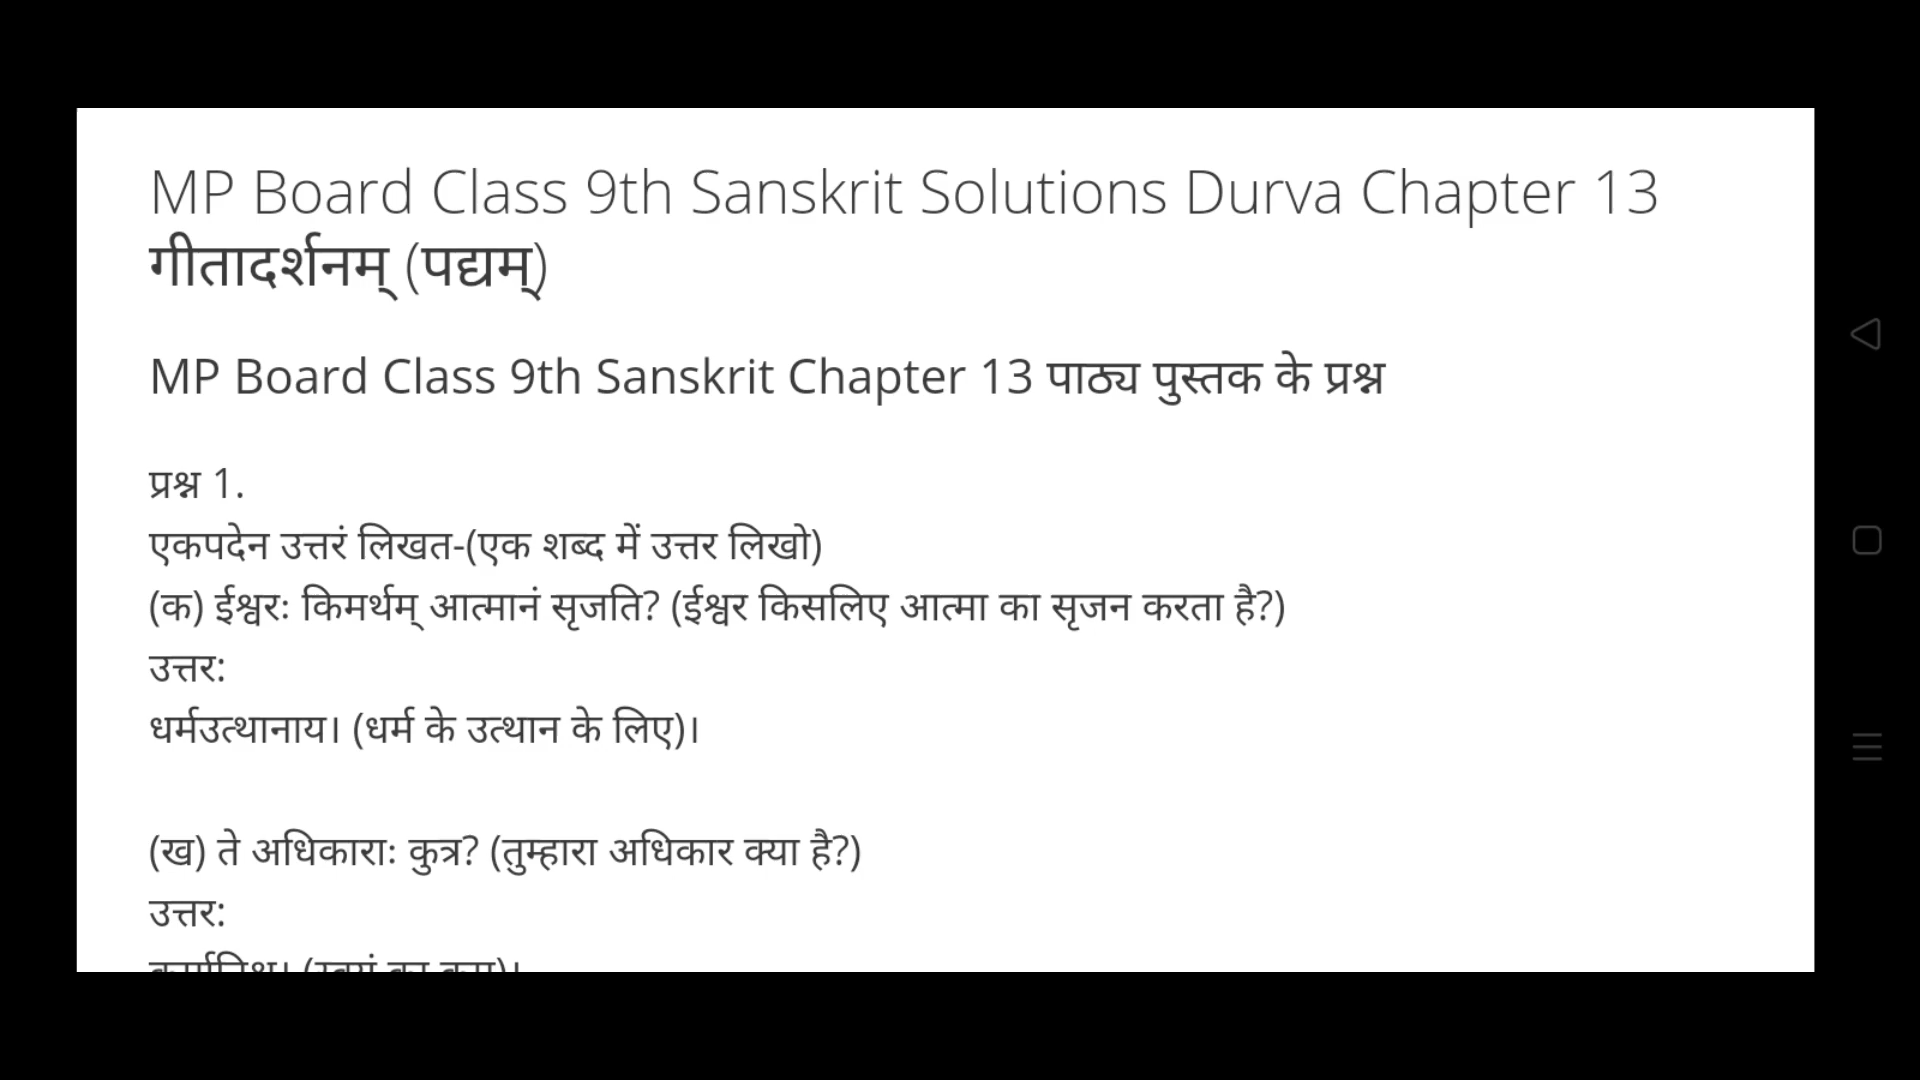 MP Board Class 9th Sanskrit Solutions Durva Chapter 13
गीतादर्शनम् (पद्यम्)
MP Board Class 9th Sanskrit Chapter 13 पाठ्य पुस्तक के प्रश्न
प्रश्न 1.
एकपदेन उत्तरं लिखत-(एक शब्द में उत्तर लिखो)
(क) ईश्वरः किमर्थम् आत्मानं सृजति? (ईश्वर किसलिए आत्मा का सृजन करता है?)
उत्तर:
धर्मउत्थानाय। (धर्म के उत्थान के लिए)।
(ख) ते अधिकाराः कुत्र? (तुम्हारा अधिकार क्या है?)
उत्तर: